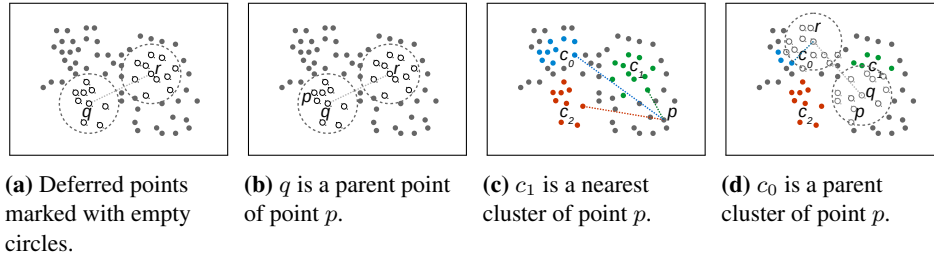 r
q
r
p
q
c0
c1
c2
p
r
c0
c1
q
c2
p
(a) Deferred points
marked with empty
circles.
(b) q is a parent point
of point p.
(c) c1 is a nearest
cluster of point p.
(d) c0 is a parent
cluster of point p.